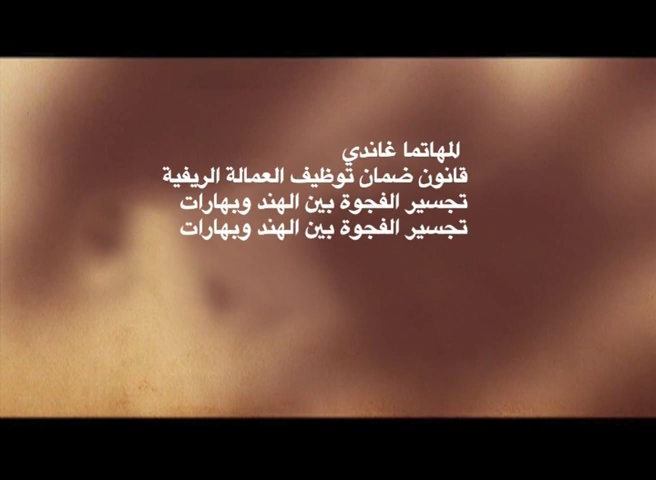 المهاتما غاندي
قانون ضمان توظيف العمالة الريفية
تجسير الفجوة بين الهند وبهارات
تجسير الفجوة بين الهند وبهارات